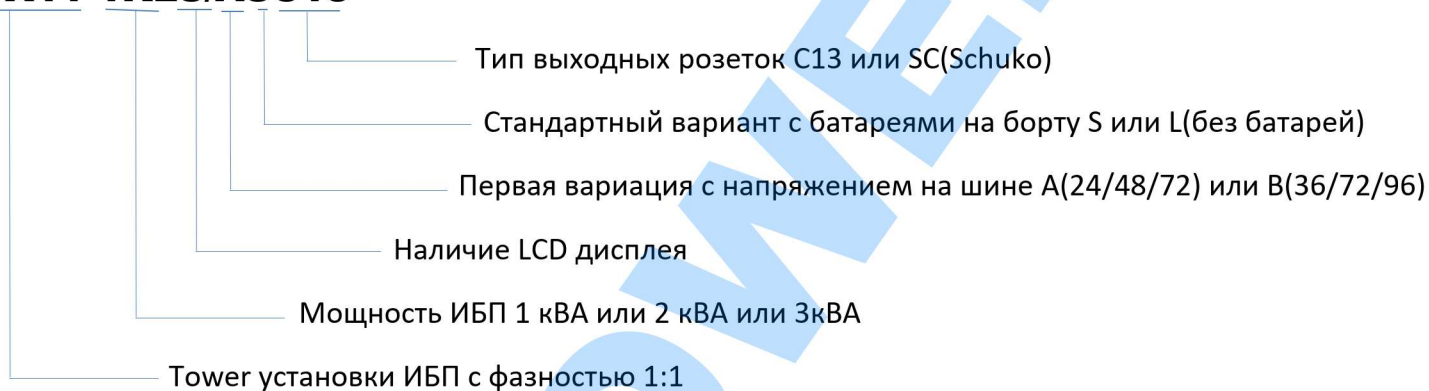 Тип выходных розеток C13 или SC(Schuko)
Стандартный вариант с батареями на борту S или L(без батарей)
Первая вариация с напряжением на шине А(24/48/72) или В(36/72/96)
Наличие LCD дисплея
Мощность ИБП 1 кВА или 2 кВА или 3кВА
Tower установки ИБП с фазностью 1:1